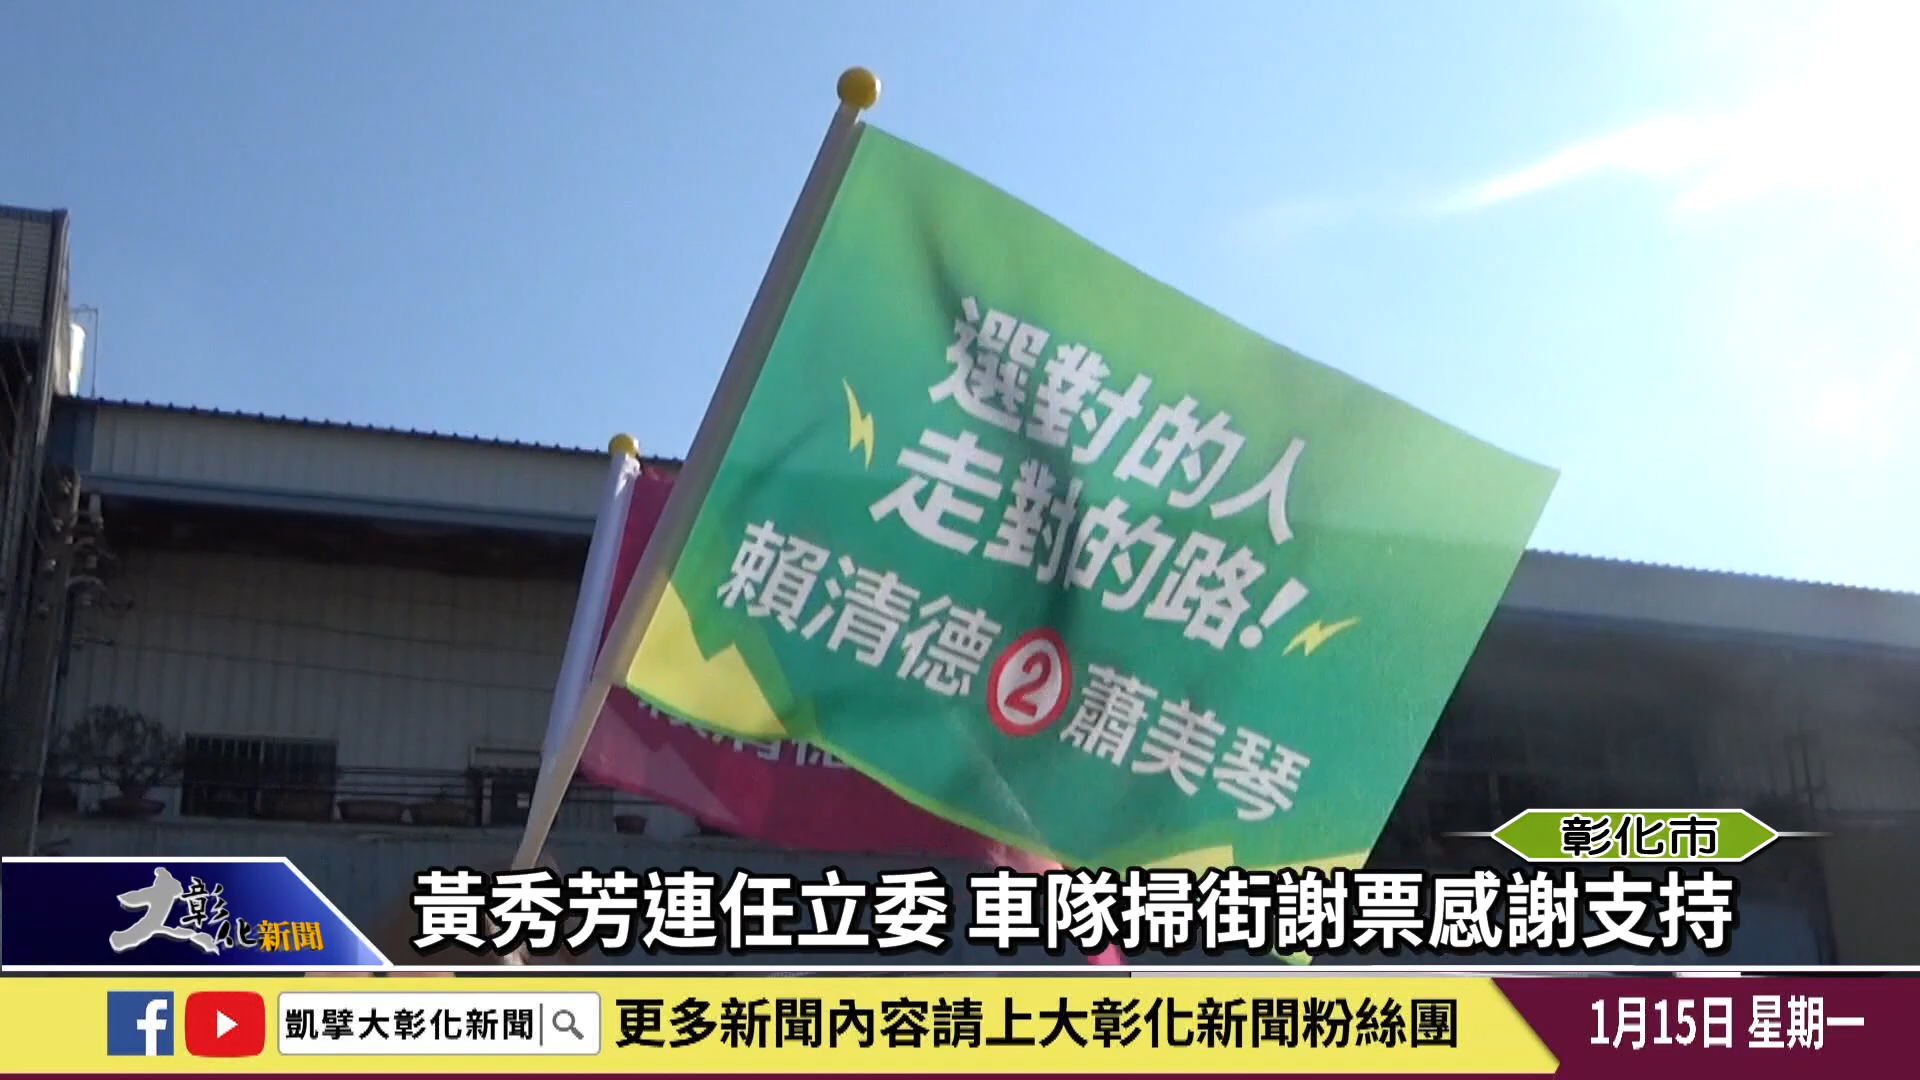 選對的人
走對的路!
賴清德2蕭美琴
彰化市
大彰化新聞
黃秀芳連任立委 車隊掃街謝票感謝支持
凱擘大彰化新聞
更多新聞內容請上大彰化新聞粉絲團
1月15日 星期一